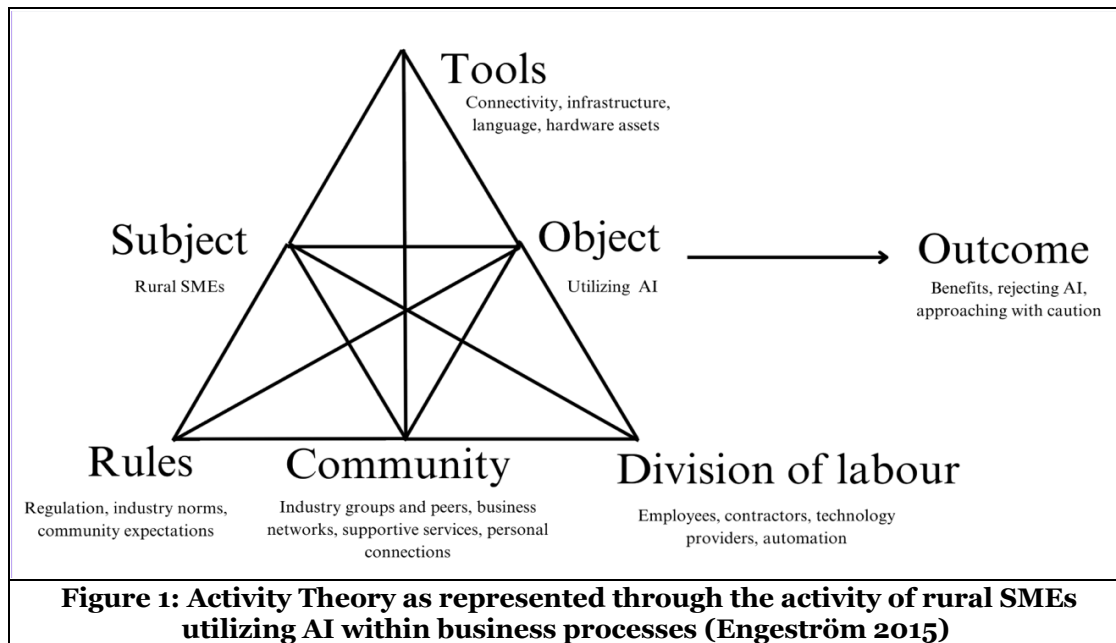 Tools
Connectivity, infrastructure,
language, hardware assets
Subject
Rural SMEs
Object
Utilizing AI
Outcome
Benefits, rejecting AI,
approaching with caution
Rules
Regulation, industry norms,
community expectations
Community
Industry groups and peers, business
networks, supportive services, personal
connections
Division of labour
Employees, contractors, technology
providers, automation
Figure 1: Activity Theory as represented through the activity of rural SMEs
utilizing AI within business processes (Engeström 2015)